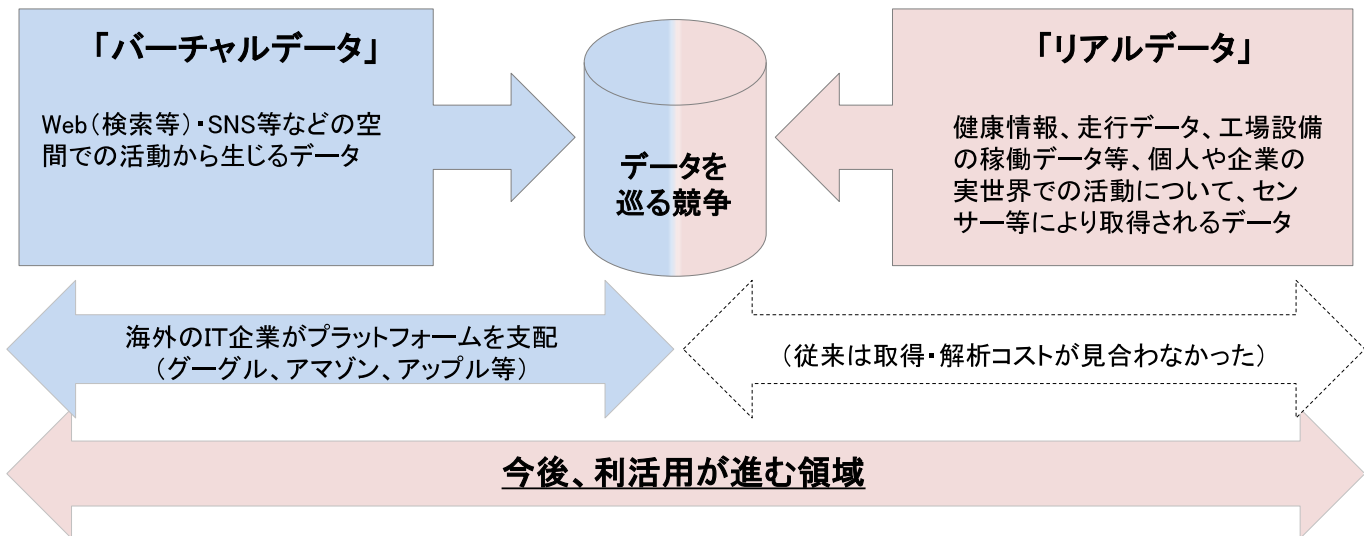 「バーチャルデータ」
Web(検索等)・SNS等などの空
間での活動から生じるデータ
データを
巡る競争
「リアルデータ」
健康情報、走行データ、工場設備
の稼働データ等、個人や企業の
実世界での活動について、セン
サー等により取得されるデータ
海外のIT企業がプラットフォームを支配
(グーグル、アマゾン、アップル等)
(従来は取得・解析コストが見合わなかった)
今後、利活用が進む領域